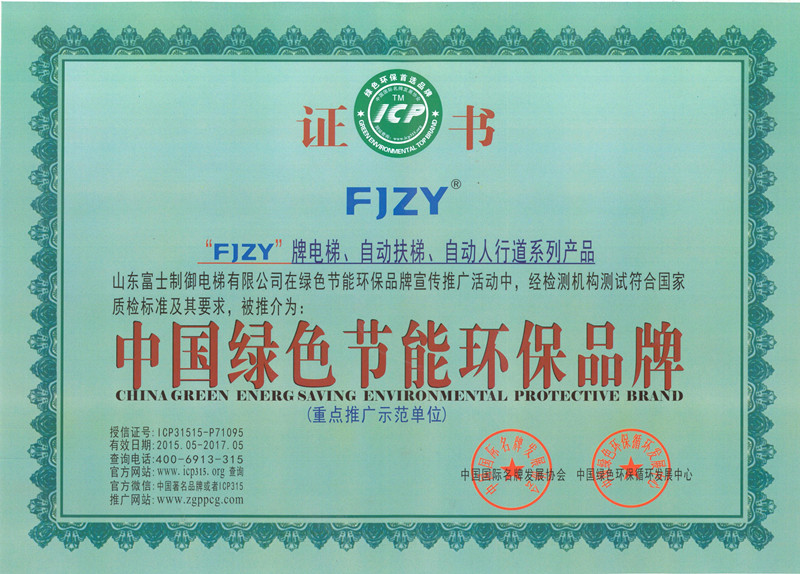 证 书
绿色环保首选品牌
TM
ICP
GREEN ENVIRONMENTAL TOP BRAND
FJZY®
“FJZY”牌电梯、自动扶梯、自动人行道系列产品
山东富士制御电梯有限公司在绿色节能环保品牌宣传推广活动中，经检测机构测试符合国家
质检标准及其要求，被推介为：
中国绿色节能环保品牌
CHINA GREEN ENERG SAVING ENVIRONMENTAL PROTECTIVE BRAND
(重点推广示范单位)
授信证号: ICP31515-P71095
有效日期: 2015.05-2017.05
查询电话: 400-6913-315
官方网站: www.icp315.org 查询
官方微信: 中国著名品牌或者ICP315
推广网站: www.zgppcg.com
中国国际名牌发展协会
中国绿色环保循环发展中心